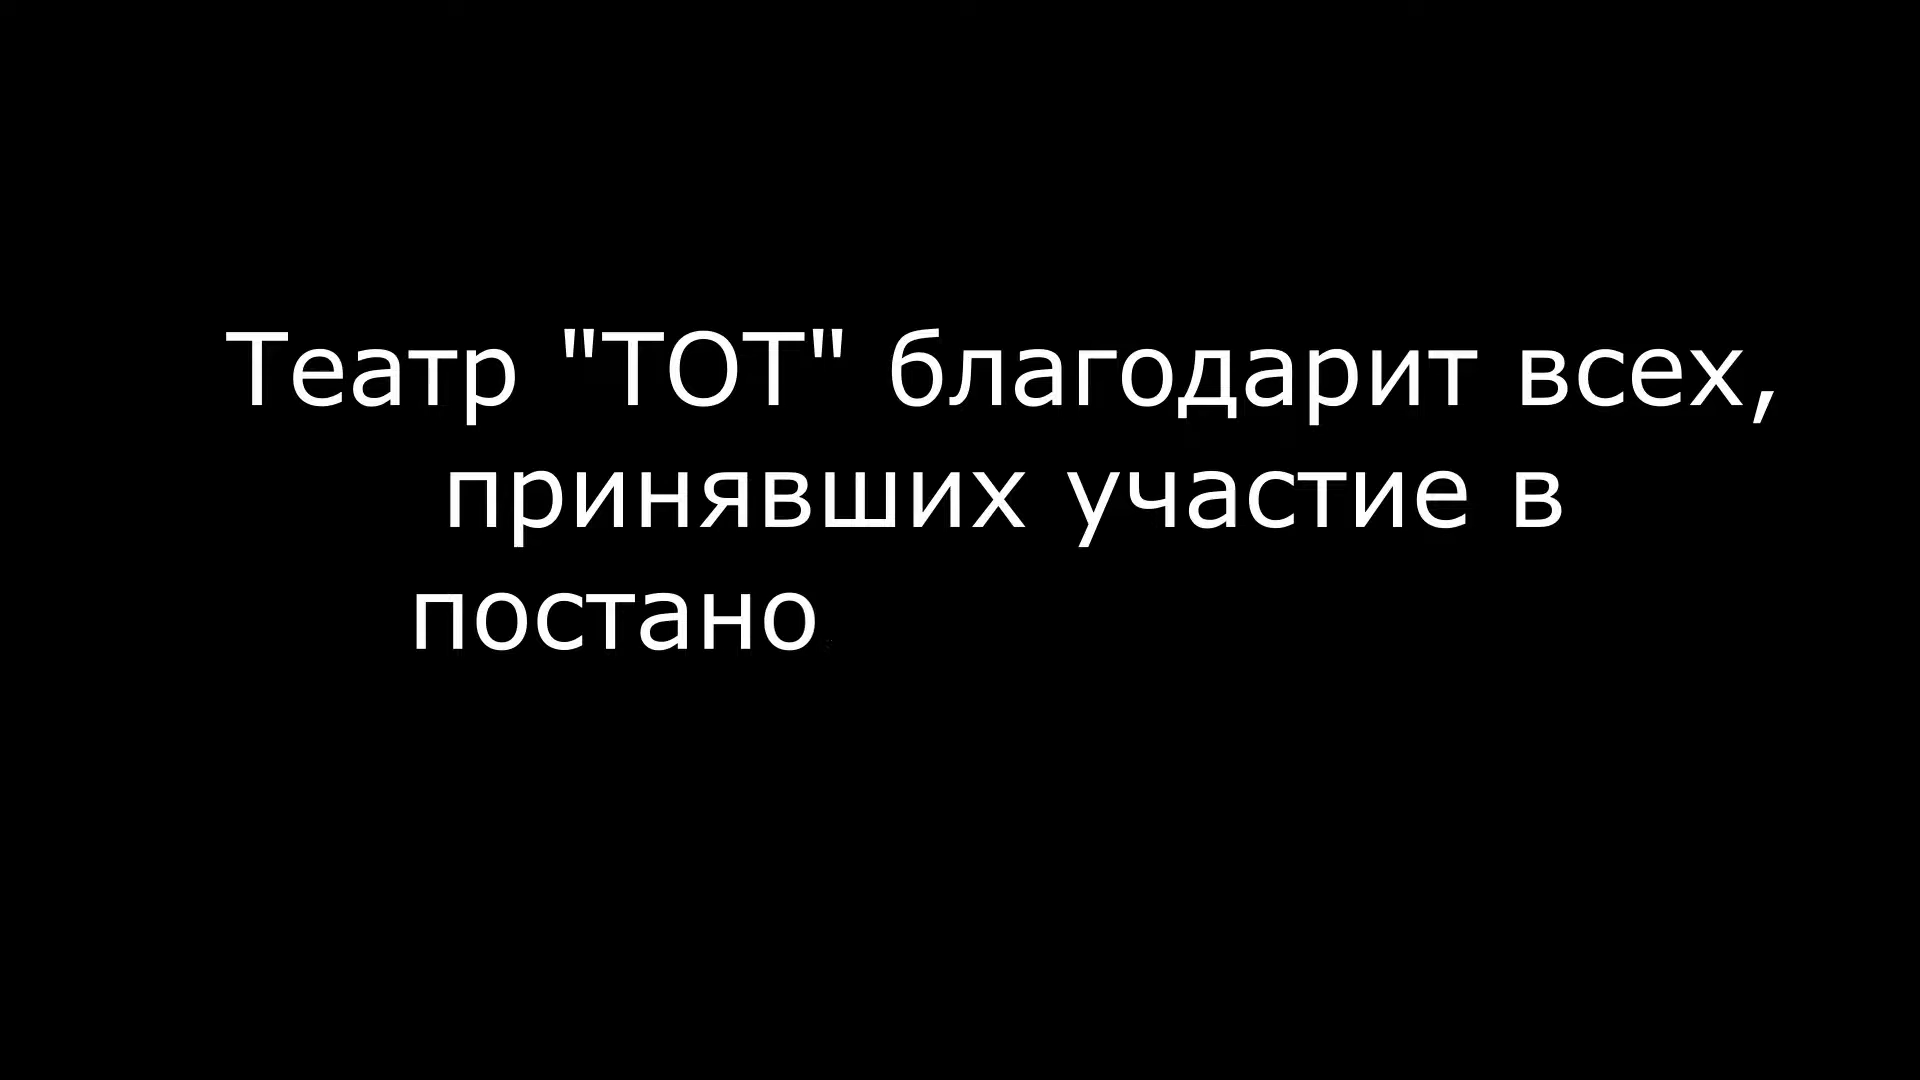 Театр "ТОТ" благодарит всех,
принявших участие в
постано